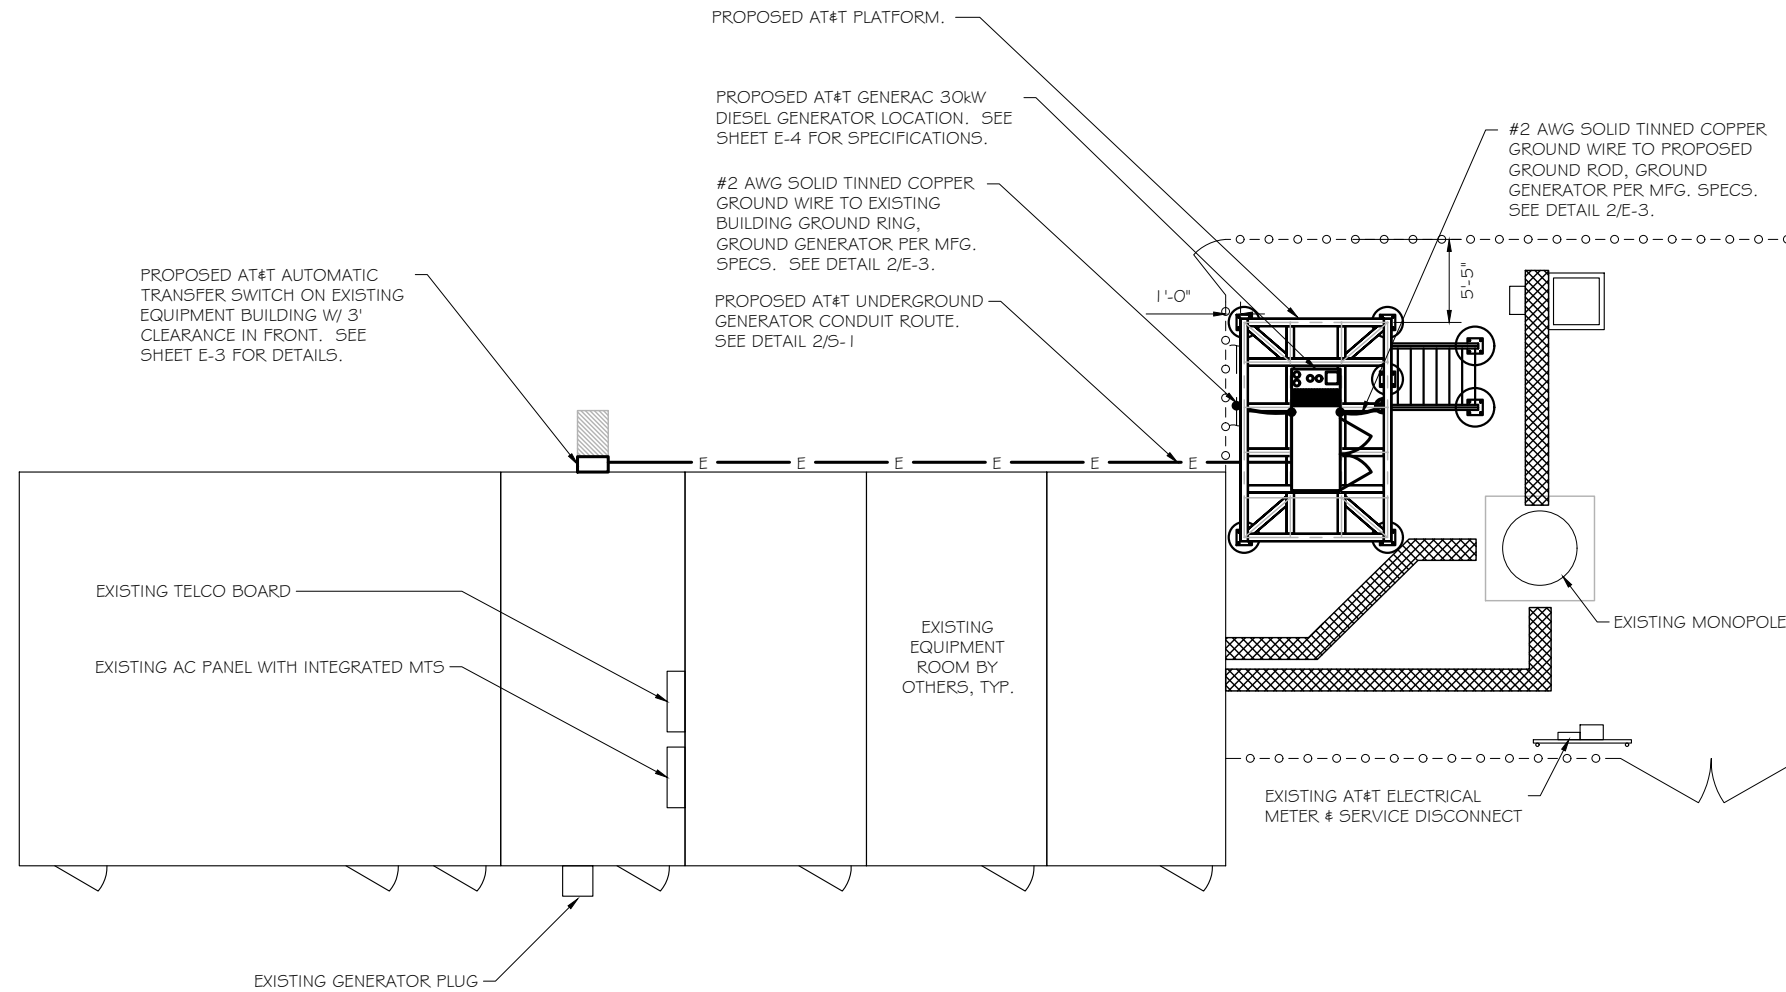 PROPOSED AT&T PLATFORM.
PROPOSED AT&T GENERAC 30kW
DIESEL GENERATOR LOCATION. SEE
SHEET E-4 FOR SPECIFICATIONS.
#2 AWG SOLID TINNED COPPER
GROUND WIRE TO PROPOSED
GROUND ROD, GROUND
GENERATOR PER MFG. SPECS.
SEE DETAIL 2/E-3.
#2 AWG SOLID TINNED COPPER
GROUND WIRE TO EXISTING
BUILDING GROUND RING,
GROUND GENERATOR PER MFG.
SPECS. SEE DETAIL 2/E-3.
PROPOSED AT&T AUTOMATIC
TRANSFER SWITCH ON EXISTING
EQUIPMENT BUILDING W/ 3'
CLEARANCE IN FRONT. SEE
SHEET E-3 FOR DETAILS.
PROPOSED AT&T UNDERGROUND
GENERATOR CONDUIT ROUTE.
SEE DETAIL 2/S-1
1'-0"
5'-5"
E E E E E E
EXISTING TELCO BOARD
EXISTING AC PANEL WITH INTEGRATED MTS
EXISTING
EQUIPMENT
ROOM BY
OTHERS, TYP.
EXISTING MONOPOLE
EXISTING AT&T ELECTRICAL
METER & SERVICE DISCONNECT
EXISTING GENERATOR PLUG